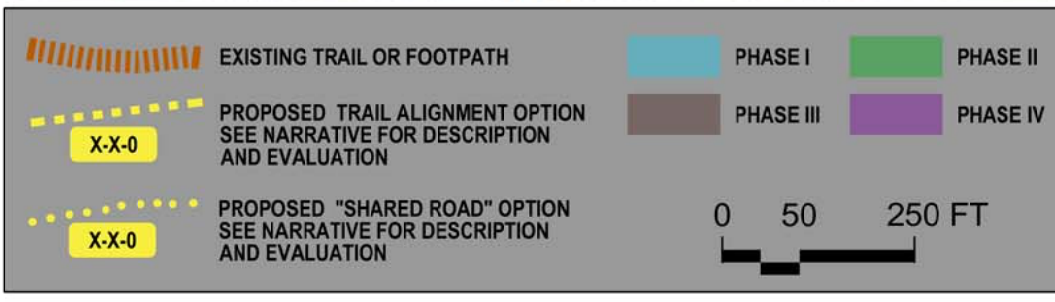 EXISTING TRAIL OR FOOTPATH
PROPOSED TRAIL ALIGNMENT OPTION
SEE NARRATIVE FOR DESCRIPTION
AND EVALUATION
X-X-0
PROPOSED "SHARED ROAD" OPTION
SEE NARRATIVE FOR DESCRIPTION
AND EVALUATION
X-X-0
PHASE I
PHASE II
PHASE III
PHASE IV
0 50 250 FT